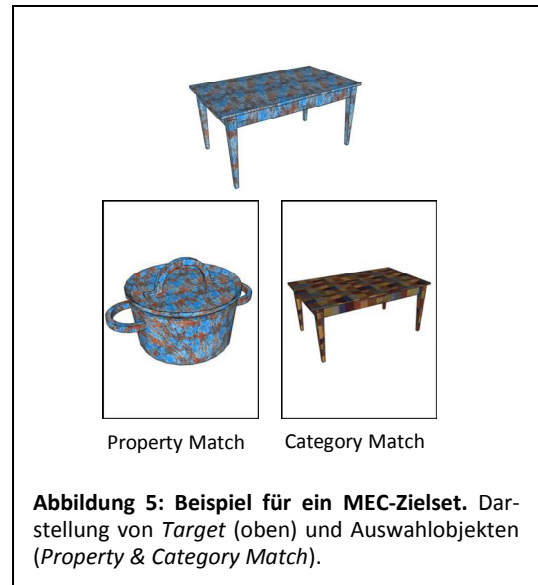 Property Match
Category Match
Abbildung 5: Beispiel für ein MEC-Zielset. Dar-
stellung von Target (oben) und Auswahlobjekten
(Property & Category Match).